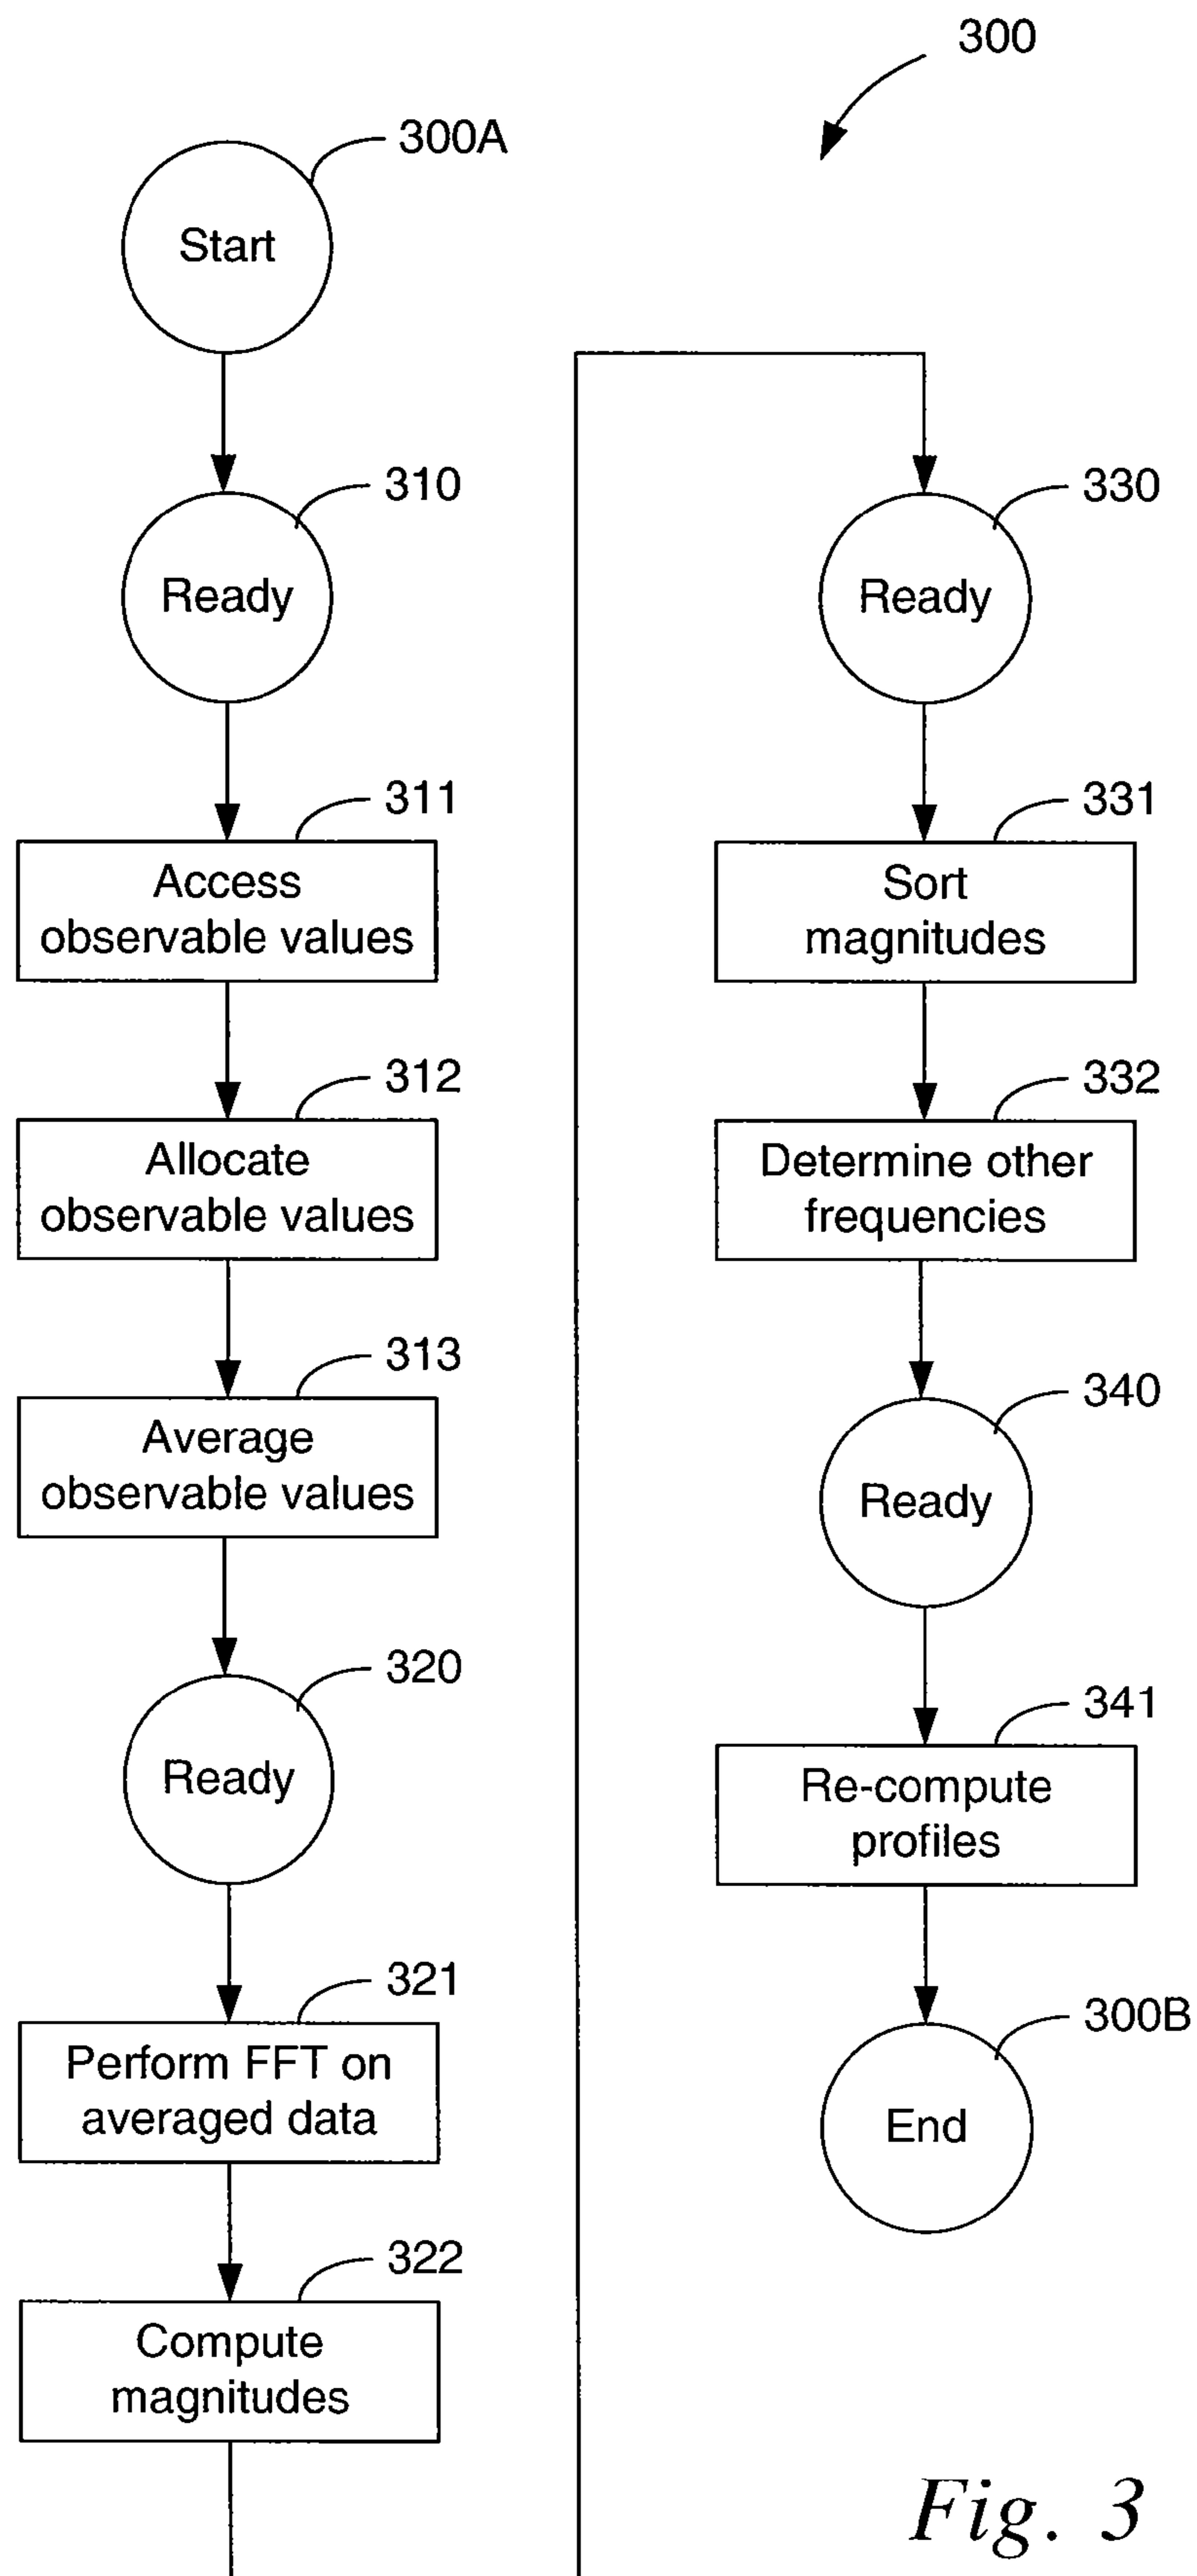 300
300A
Start
310
Ready
311
Access
observable values
312
Allocate
observable values
313
Average
observable values
320
Ready
321
Perform FFT on
averaged data
322
Compute
magnitudes
330
Ready
331
Sort
magnitudes
332
Determine other
frequencies
340
Ready
341
Re-compute
profiles
300B
End
Fig. 3